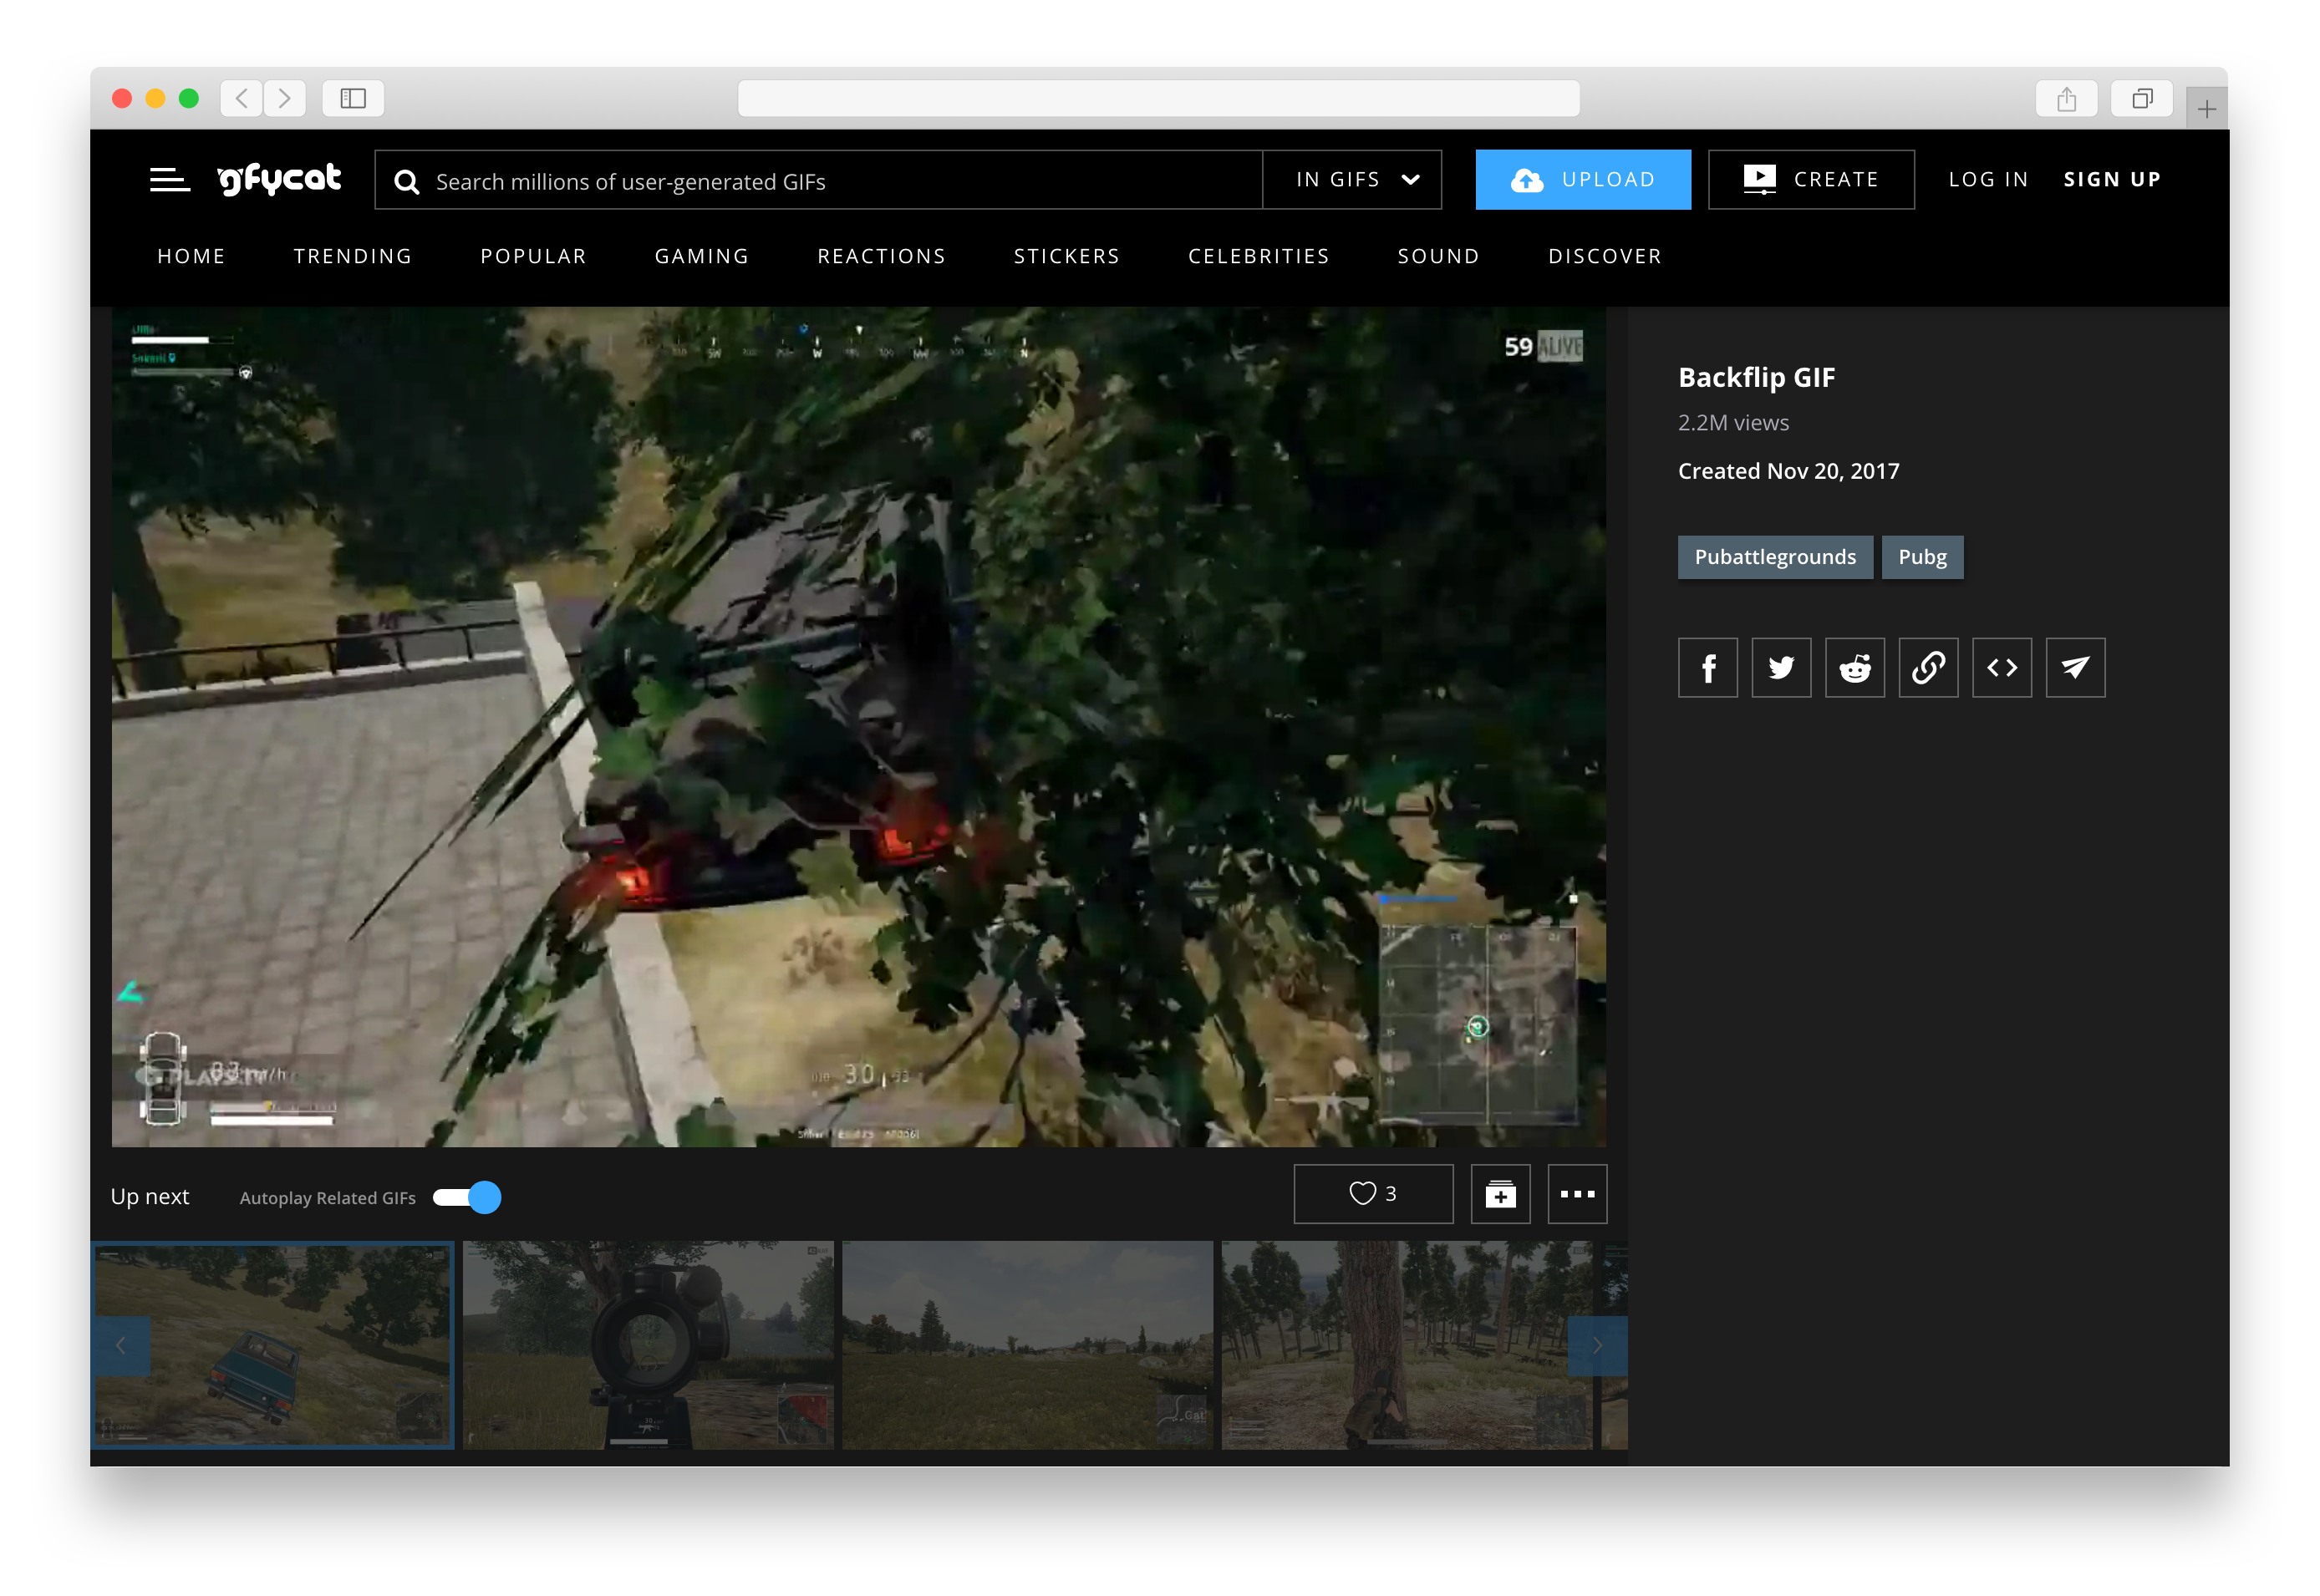 gfycat
Search millions of user-generated GIFs
IN GIFS
UPLOAD
CREATE
LOG IN
SIGN UP
HOME
TRENDING
POPULAR
GAMING
REACTIONS
STICKERS
CELEBRITIES
SOUND
DISCOVER
SW
W
NW
N
59 ALIVE
Backflip GIF
2.2M views
Created Nov 20, 2017
Pubattlegrounds
Pubg
30
Up next
Autoplay Related GIFs
3